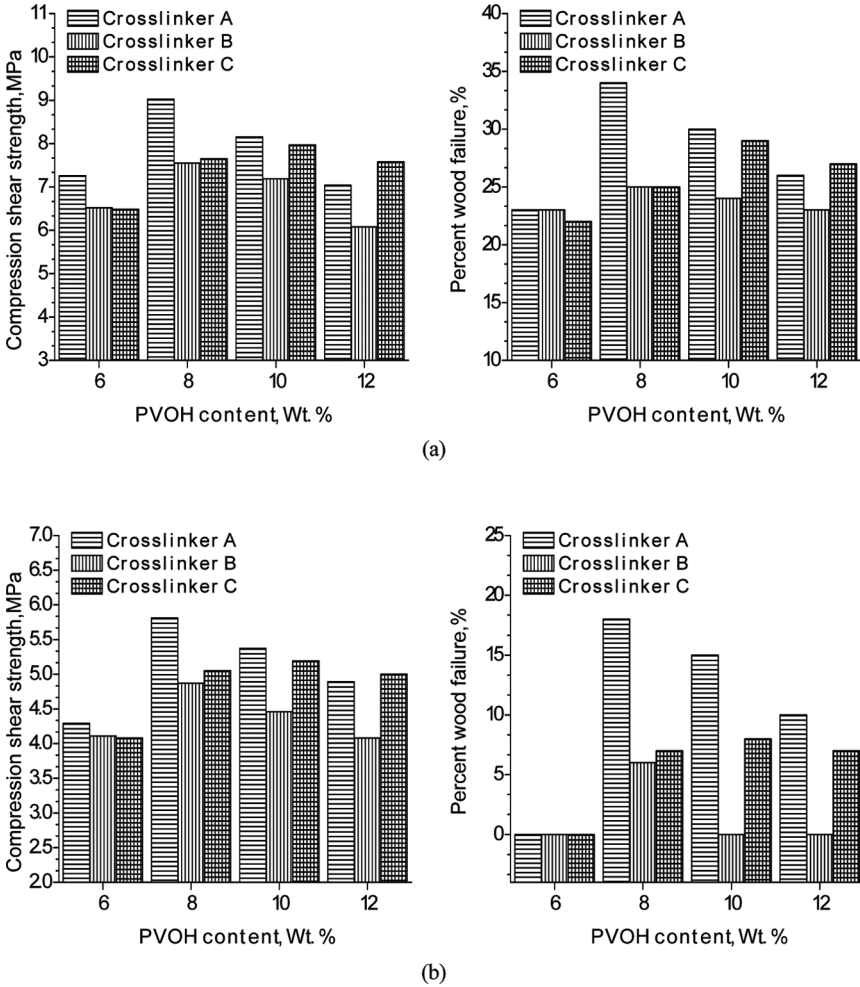 Compression shear strength,MPa
11
10
9
8
7
6
5
4
3
Crosslinker A
Crosslinker B
Crosslinker C
6 8 10 12
PVOH content, Wt. %
Percent wood failure,%
40
35
30
25
20
15
10
Crosslinker A
Crosslinker B
Crosslinker C
6 8 10 12
PVOH content, Wt. %
(a)
Compression shear strength,MPa
7.0
6.5
6.0
5.5
5.0
4.5
4.0
3.5
3.0
2.5
2.0
Crosslinker A
Crosslinker B
Crosslinker C
6 8 10 12
PVOH content, Wt. %
Percent wood failure,%
25
20
15
10
5
0
Crosslinker A
Crosslinker B
Crosslinker C
6 8 10 12
PVOH content, Wt. %
(b)